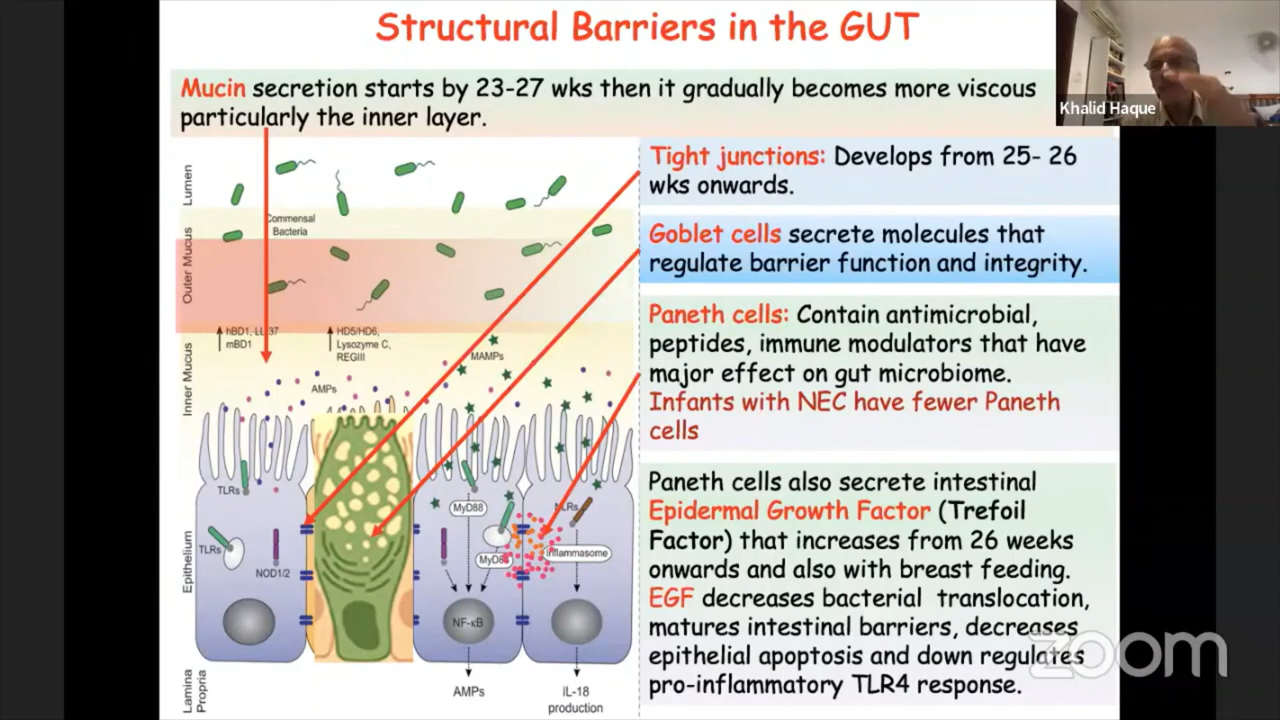 Structural Barriers in the GUT
Mucin secretion starts by 23-27 wks then it gradually becomes more viscous
particularly the inner layer.
Khalid Haque
Tight junctions: Develops from 25- 26
wks onwards.
Goblet cells secrete molecules that
regulate barrier function and integrity.
Paneth cells: Contain antimicrobial,
peptides, immune modulators that have
major effect on gut microbiome.
Infants with NEC have fewer Paneth
cells
Paneth cells also secrete intestinal
Epidermal Growth Factor (Trefoil
Factor) that increases from 26 weeks
onwards and also with breast feeding.
EGF decreases bacterial translocation,
matures intestinal barriers, decreases
epithelial apoptosis and down regulates
pro-inflammatory TLR4 response.
zoom
Lumen
Commensal
Bacteria
Outer Mucus
hBD1, LL-37
mBD1
HD5/HD6,
Lysozyme C,
REGIII
MAMPs
Inner Mucus
AMPs
TLRs
MyD88
NLRs
TLRs
NOD1/2
MyD88
Inflammasome
Epithelium
NF-κB
Lamina
Propria
AMPs
IL-18
production